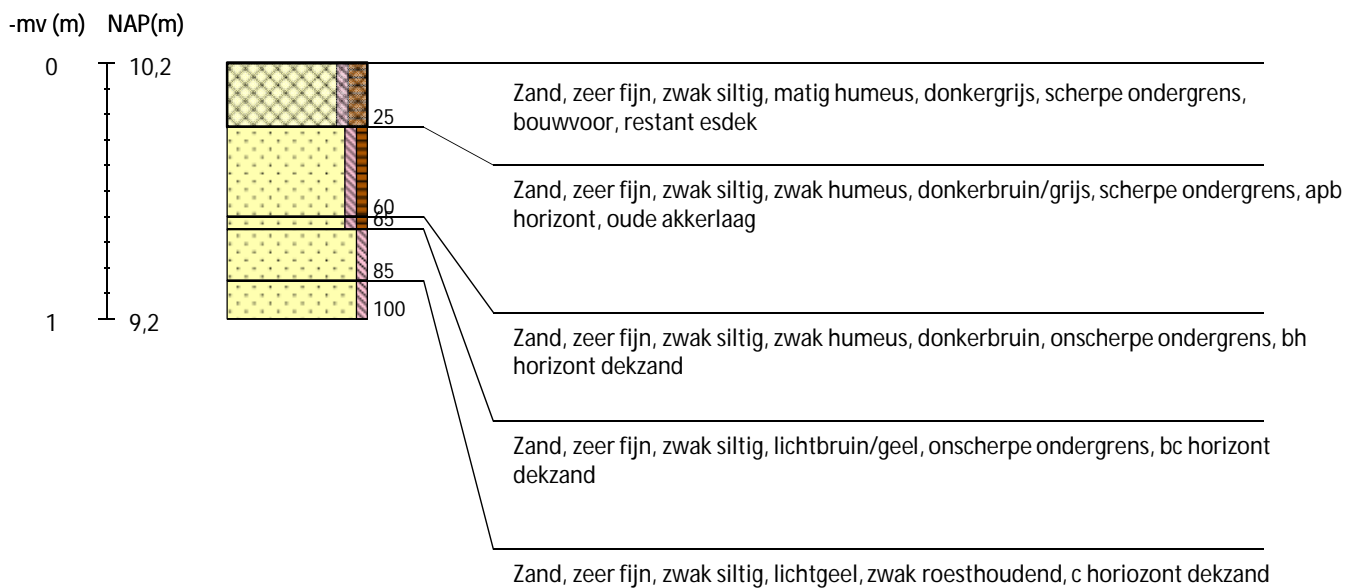 -mv (m) NAP(m)
0 10,2
Zand, zeer fijn, zwak siltig, matig humeus, donkergrijs, scherpe ondergrens,
bouwvoor, restant esdek
25
Zand, zeer fijn, zwak siltig, zwak humeus, donkerbruin/grijs, scherpe ondergrens, apb
horizont, oude akkerlaag
60
65
85
100
1 9,2
Zand, zeer fijn, zwak siltig, zwak humeus, donkerbruin, onscherpe ondergrens, bh
horizont dekzand
Zand, zeer fijn, zwak siltig, lichtbruin/geel, onscherpe ondergrens, bc horizont
dekzand
Zand, zeer fijn, zwak siltig, lichtgeel, zwak roesthoudend, c horiozont dekzand